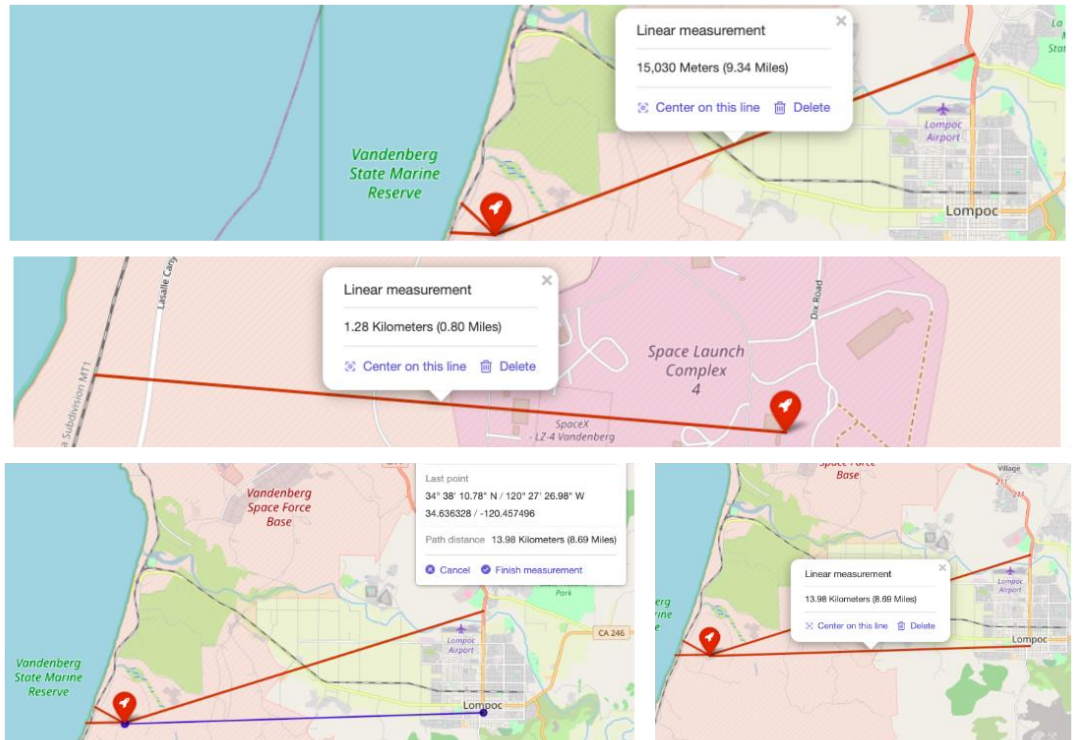 Linear measurement
15,030 Meters (9.34 Miles)
Center on this line Delete
La
Stat
Vandenberg
State Marine
Reserve
Lompoc
Airport
Lompoc
Linear measurement
1.28 Kilometers (0.80 Miles)
Center on this line Delete
Lasalle Cany
a Subdivision MT1
Dix Road
Space Launch
Complex
4
SpaceX
- LZ-4 Vandenberg
Last point
34° 38' 10.78" N / 120° 27' 26.98" W
34.636328 / -120.457496
Path distance 13.98 Kilometers (8.69 Miles)
Cancel Finish measurement
Vandenberg
Space Force
Base
Park
CA 246
Lompoc
Airport
Vandenberg
State Marine
Reserve
Lompoc
Space Force
Base
Village
Linear measurement
13.98 Kilometers (8.69 Miles)
Center on this line Delete
Lompoc
Airport
erg
rine
e
Lompoc